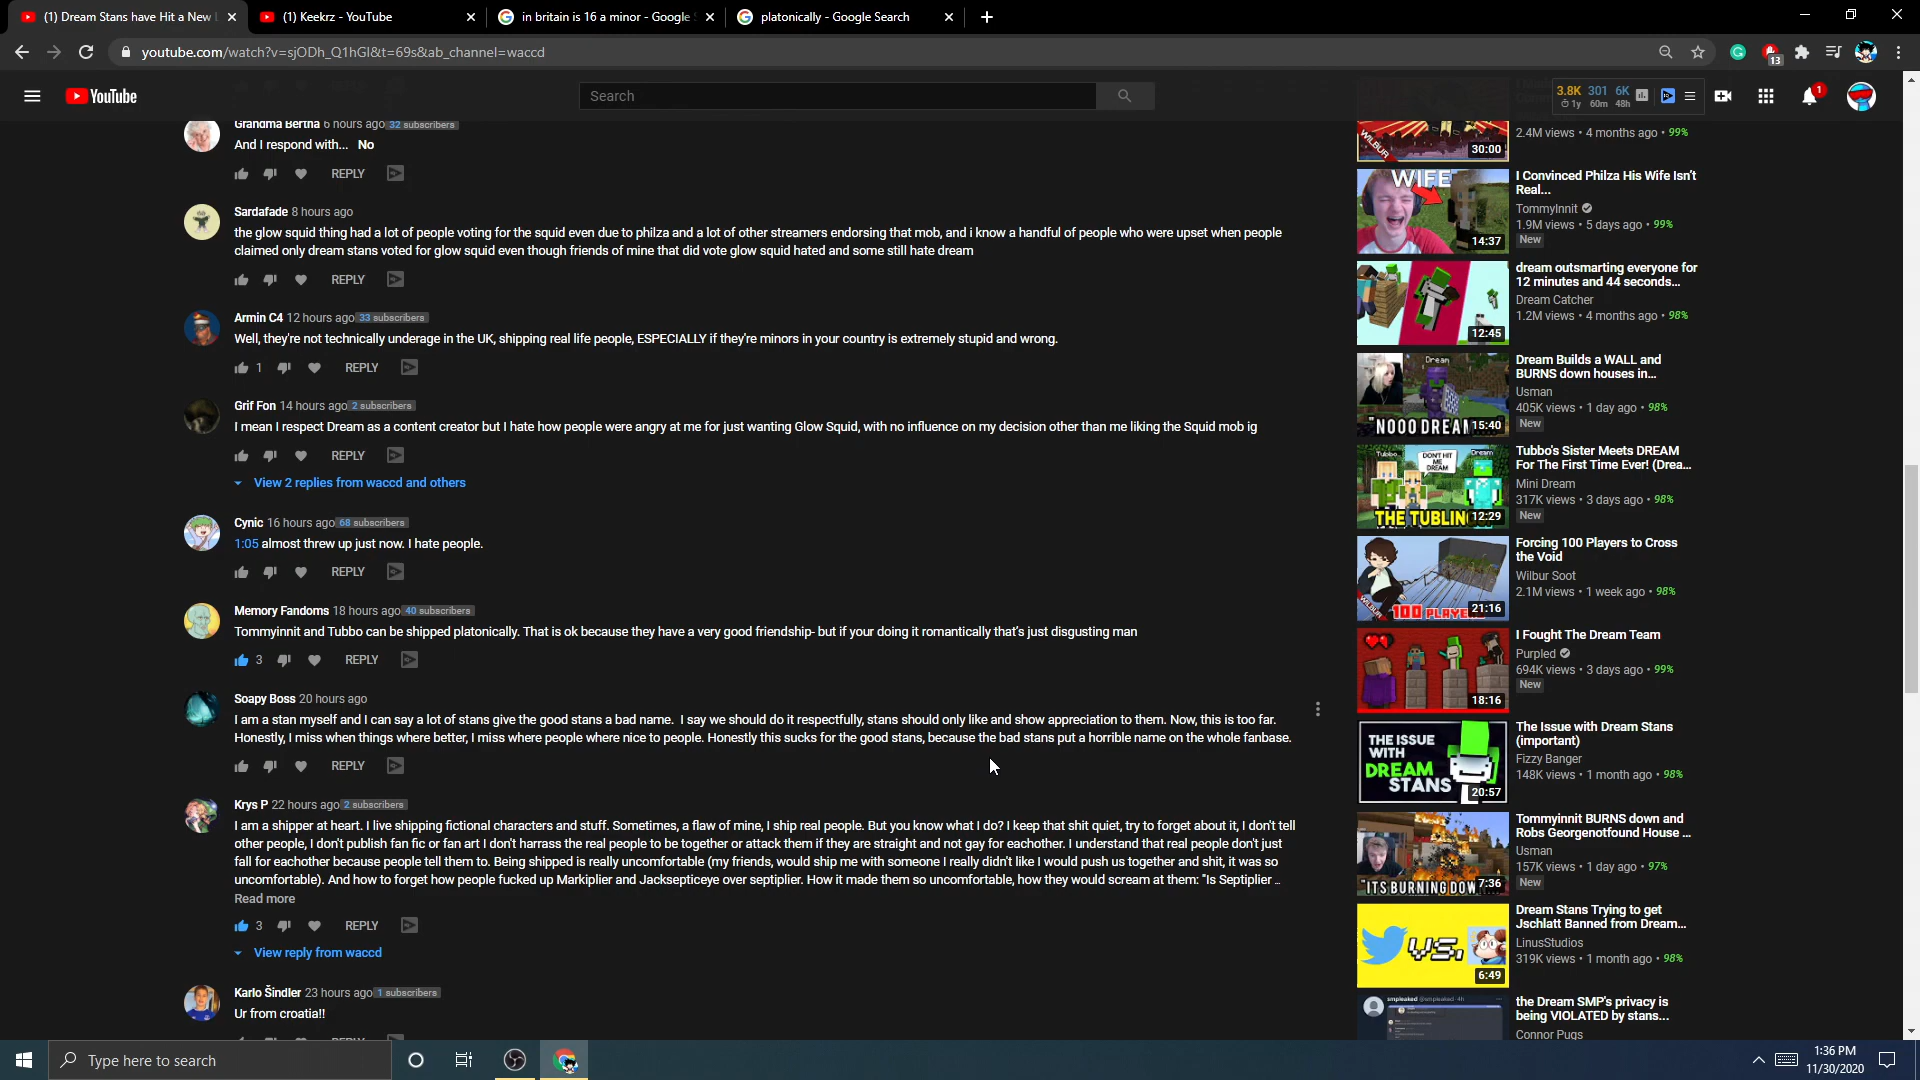 (1) Dream Stans have Hit a New
(1) Keekrz - YouTube
in britain is 16 a minor - Google
platonically - Google Search
youtube.com/watch?v=sjODh_Q1hGI&t=69s&ab_channel=waccd
13
YouTube
Search
3.8K 301 6K
1y 60m 48h
1
Grandma Bertha 6 hours ago 32 subscribers
And I respond with... No
REPLY
Sardafade 8 hours ago
the glow squid thing had a lot of people voting for the squid even due to philza and a lot of other streamers endorsing that mob, and i know a handful of people who were upset when people
claimed only dream stans voted for glow squid even though friends of mine that did vote glow squid hated and some still hate dream
REPLY
Armin C4 12 hours ago 33 subscribers
Well, they're not technically underage in the UK, shipping real life people, ESPECIALLY if they're minors in your country is extremely stupid and wrong.
1 REPLY
Grif Fon 14 hours ago 2 subscribers
I mean I respect Dream as a content creator but I hate how people were angry at me for just wanting Glow Squid, with no influence on my decision other than me liking the Squid mob ig
REPLY
View 2 replies from waccd and others
Cynic 16 hours ago 68 subscribers
1:05 almost threw up just now. I hate people.
REPLY
Memory Fandoms 18 hours ago 40 subscribers
Tommyinnit and Tubbo can be shipped platonically. That is ok because they have a very good friendship- but if your doing it romantically that's just disgusting man
3 REPLY
Soapy Boss 20 hours ago
I am a stan myself and I can say a lot of stans give the good stans a bad name. I say we should do it respectfully, stans should only like and show appreciation to them. Now, this is too far.
Honestly, I miss when things where better, I miss where people where nice to people. Honestly this sucks for the good stans, because the bad stans put a horrible name on the whole fanbase.
REPLY
Krys P 22 hours ago 2 subscribers
I am a shipper at heart. I live shipping fictional characters and stuff. Sometimes, a flaw of mine, I ship real people. But you know what I do? I keep that shit quiet, try to forget about it, I don't tell
other people, I don't publish fan fic or fan art I don't harrass the real people to be together or attack them if they are straight and not gay for eachother. I understand that real people don't just
fall for eachother because people tell them to. Being shipped is really uncomfortable (my friends, would ship me with someone I really didn't like I would push us together and shit, it was so
uncomfortable). And how to forget how people fucked up Markiplier and Jacksepticeye over septiplier. How it made them so uncomfortable, how they would scream at them: "Is Septiplier ...
Read more
3 REPLY
View reply from waccd
Karlo Šindler 23 hours ago 1 subscribers
Ur from croatia!!
WILBUR
30:00
2.4M views • 4 months ago • 99%
WIFE
14:37
I Convinced Philza His Wife Isn't
Real...
TommyInnit
1.9M views • 5 days ago • 99%
New
12:45
dream outsmarting everyone for
12 minutes and 44 seconds...
Dream Catcher
1.2M views • 4 months ago • 98%
Dream
"NOOO DREAM
15:40
Dream Builds a WALL and
BURNS down houses in...
Usman
405K views • 1 day ago • 98%
New
Tubbo
DON'T HIT
ME
DREAM
Dream
THE TUBLING
12:29
Tubbo's Sister Meets DREAM
For The First Time Ever! (Drea...
Mini Dream
317K views • 3 days ago • 98%
New
WILBUR
100 PLAYE
21:16
Forcing 100 Players to Cross
the Void
Wilbur Soot
2.1M views • 1 week ago • 98%
18:16
I Fought The Dream Team
Purpled
694K views • 3 days ago • 99%
New
THE ISSUE
WITH
DREAM
STANS
20:57
The Issue with Dream Stans
(important)
Fizzy Banger
148K views • 1 month ago • 98%
"ITS BURNING DOW
7:36
Tommyinnit BURNS down and
Robs Georgenotfound House ...
Usman
157K views • 1 day ago • 97%
New
VS.
6:49
Dream Stans Trying to get
Jschlatt Banned from Dream...
LinusStudios
319K views • 1 month ago • 98%
smpleaked @smpleaked · 4h
the Dream SMP's privacy is
being VIOLATED by stans...
Connor Pugs
Type here to search
1:36 PM
11/30/2020